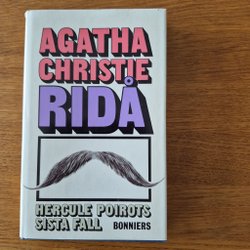 AGATHA
CHRISTIE
RIDÅ
HERCULE POIROTS
SISTA FALL BONNIERS